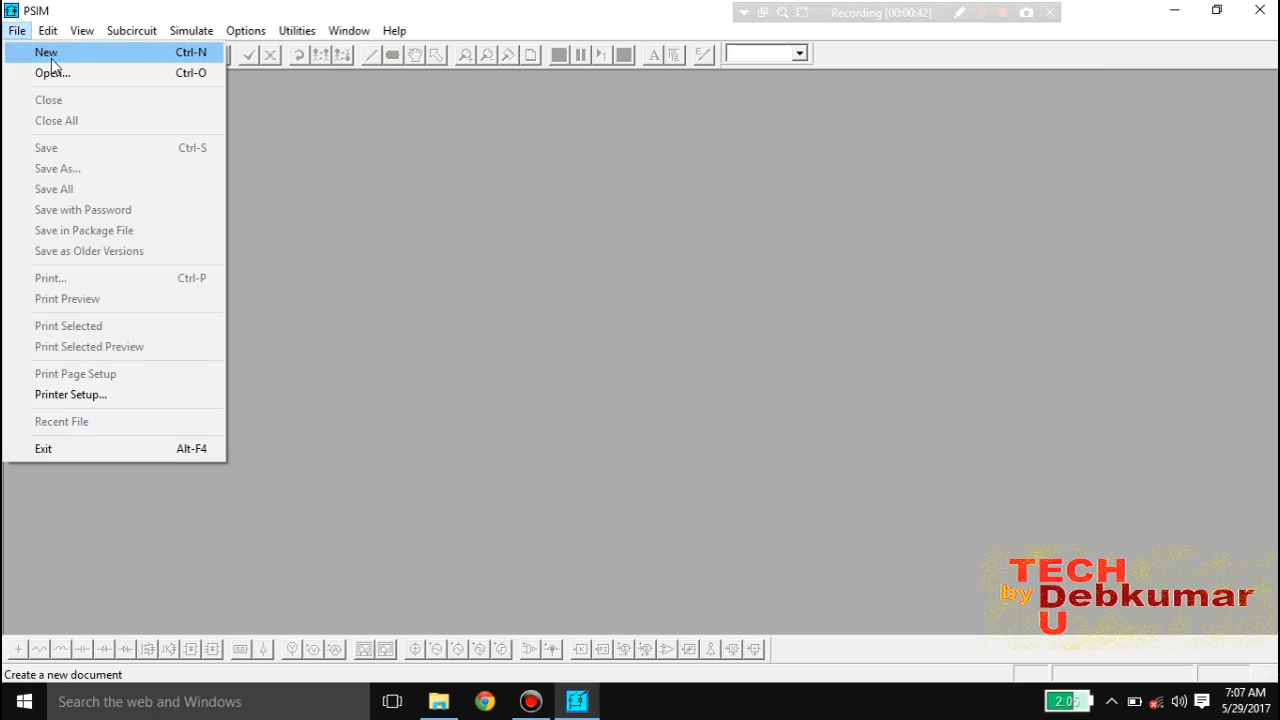 PSIM
Recording [00:00:42]
File Edit View Subcircuit Simulate Options Utilities Window Help
New Ctrl-N
Open... Ctrl-O
Close
Close All
Save Ctrl-S
Save As...
Save All
Save with Password
Save in Package File
Save as Older Versions
Print... Ctrl-P
Print Preview
Print Selected
Print Selected Preview
Print Page Setup
Printer Setup...
Recent File
Exit Alt-F4
TECH
by Debkumar
U
Create a new document
Search the web and Windows
2:05
7:07 AM
5/29/2017